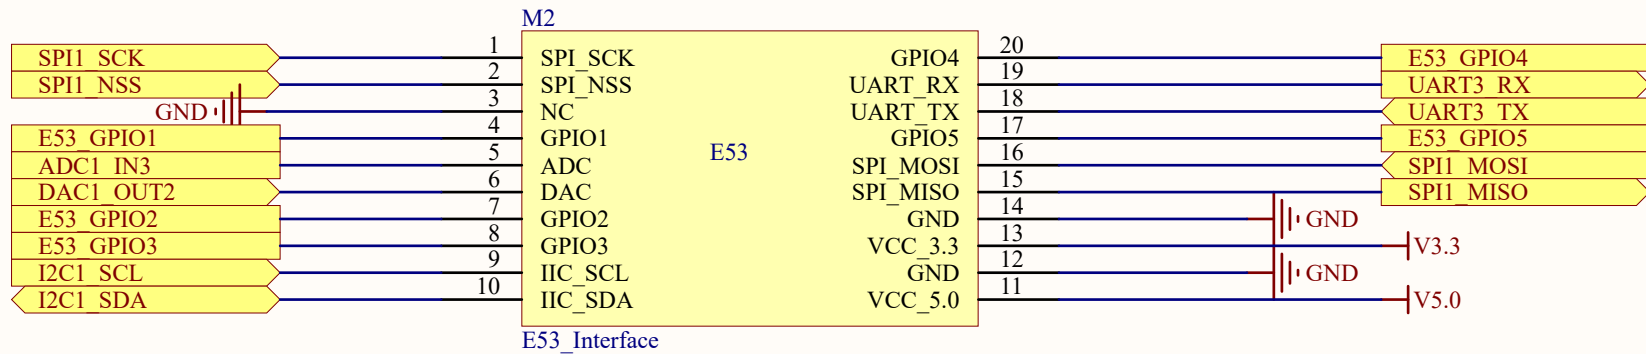 M2
SPI1_SCK 1 SPI_SCK GPIO4 20 E53_GPIO4
SPI1_NSS 2 SPI_NSS UART_RX 19 UART3_RX
GND 3 NC UART_TX 18 UART3_TX
E53_GPIO1 4 GPIO1 GPIO5 17 E53_GPIO5
ADC1_IN3 5 ADC E53 SPI_MOSI 16 SPI1_MOSI
DAC1_OUT2 6 DAC SPI_MISO 15 SPI1_MISO
E53_GPIO2 7 GPIO2 GND 14 GND
E53_GPIO3 8 GPIO3 VCC_3.3 13 V3.3
I2C1_SCL 9 IIC_SCL GND 12 GND
I2C1_SDA 10 IIC_SDA VCC_5.0 11 V5.0
E53_Interface